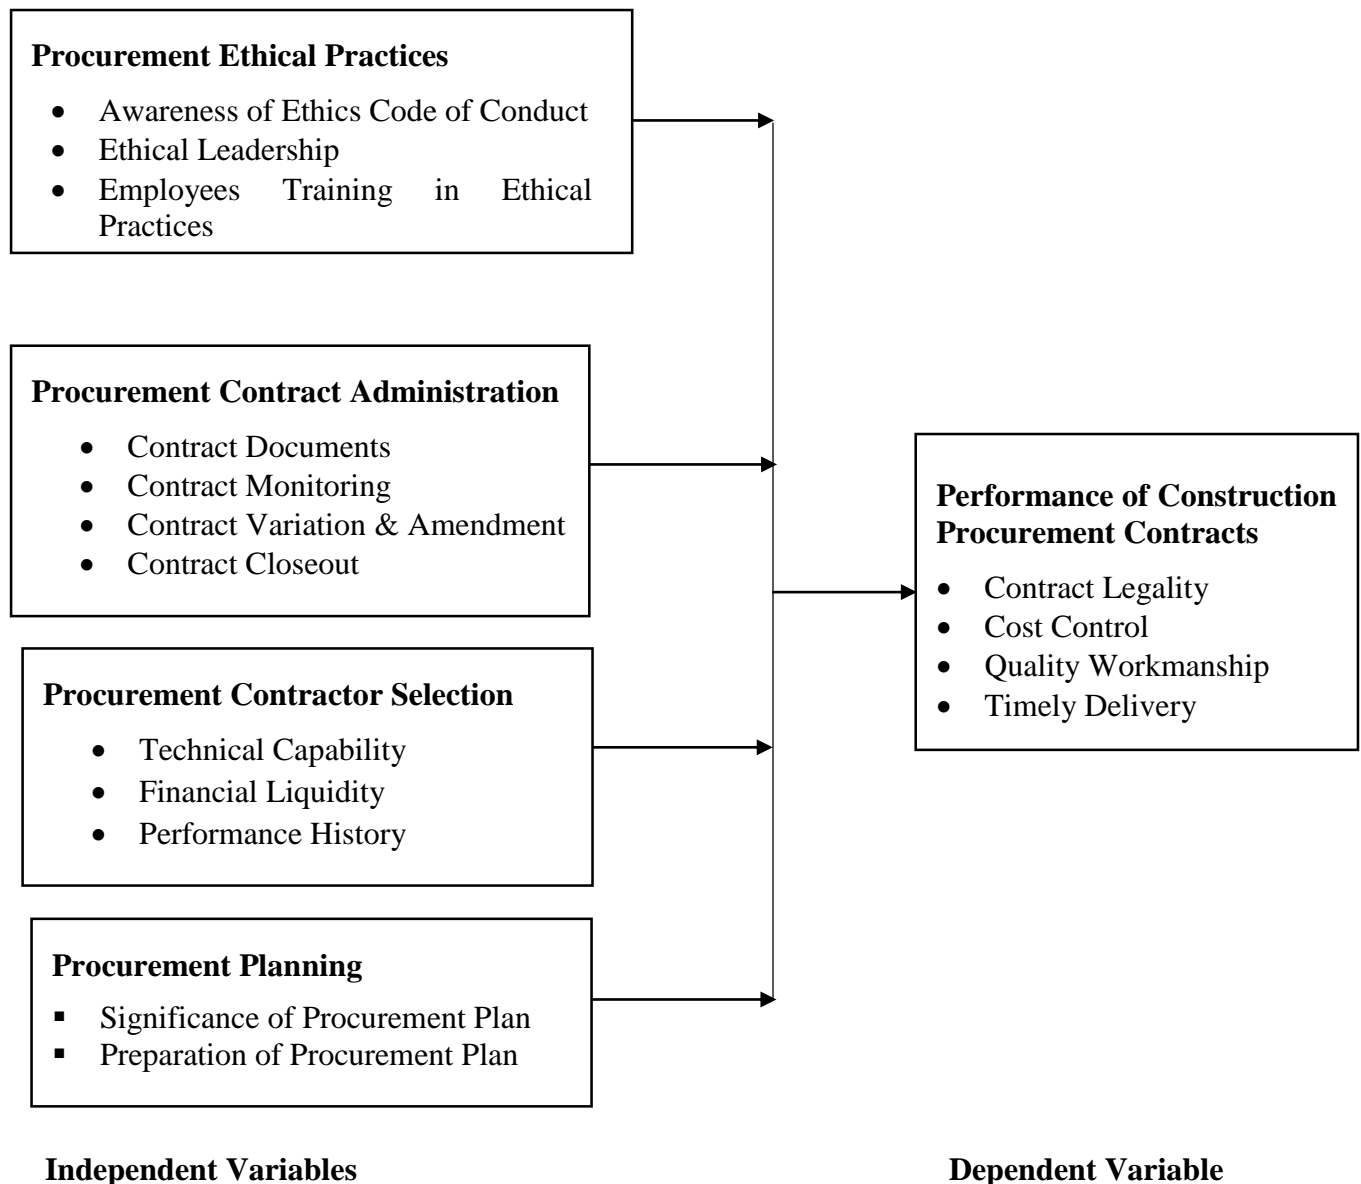 Procurement Ethical Practices
• Awareness of Ethics Code of Conduct
• Ethical Leadership
• Employees Training in Ethical
Practices
Procurement Contract Administration
• Contract Documents
• Contract Monitoring
• Contract Variation & Amendment
• Contract Closeout
Procurement Contractor Selection
• Technical Capability
• Financial Liquidity
• Performance History
Procurement Planning
▪ Significance of Procurement Plan
▪ Preparation of Procurement Plan
Independent Variables
Performance of Construction
Procurement Contracts
• Contract Legality
• Cost Control
• Quality Workmanship
• Timely Delivery
Dependent Variable